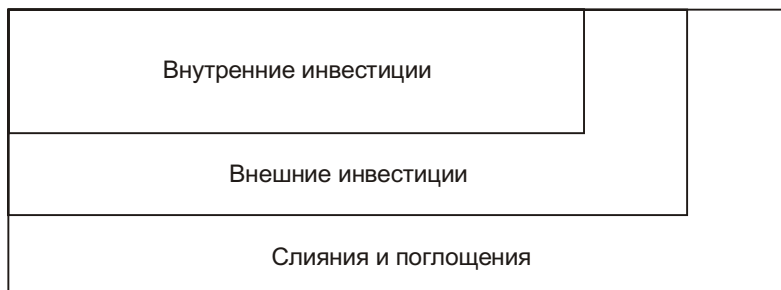 Внутренние инвестиции
Внешние инвестиции
Слияния и поглощения